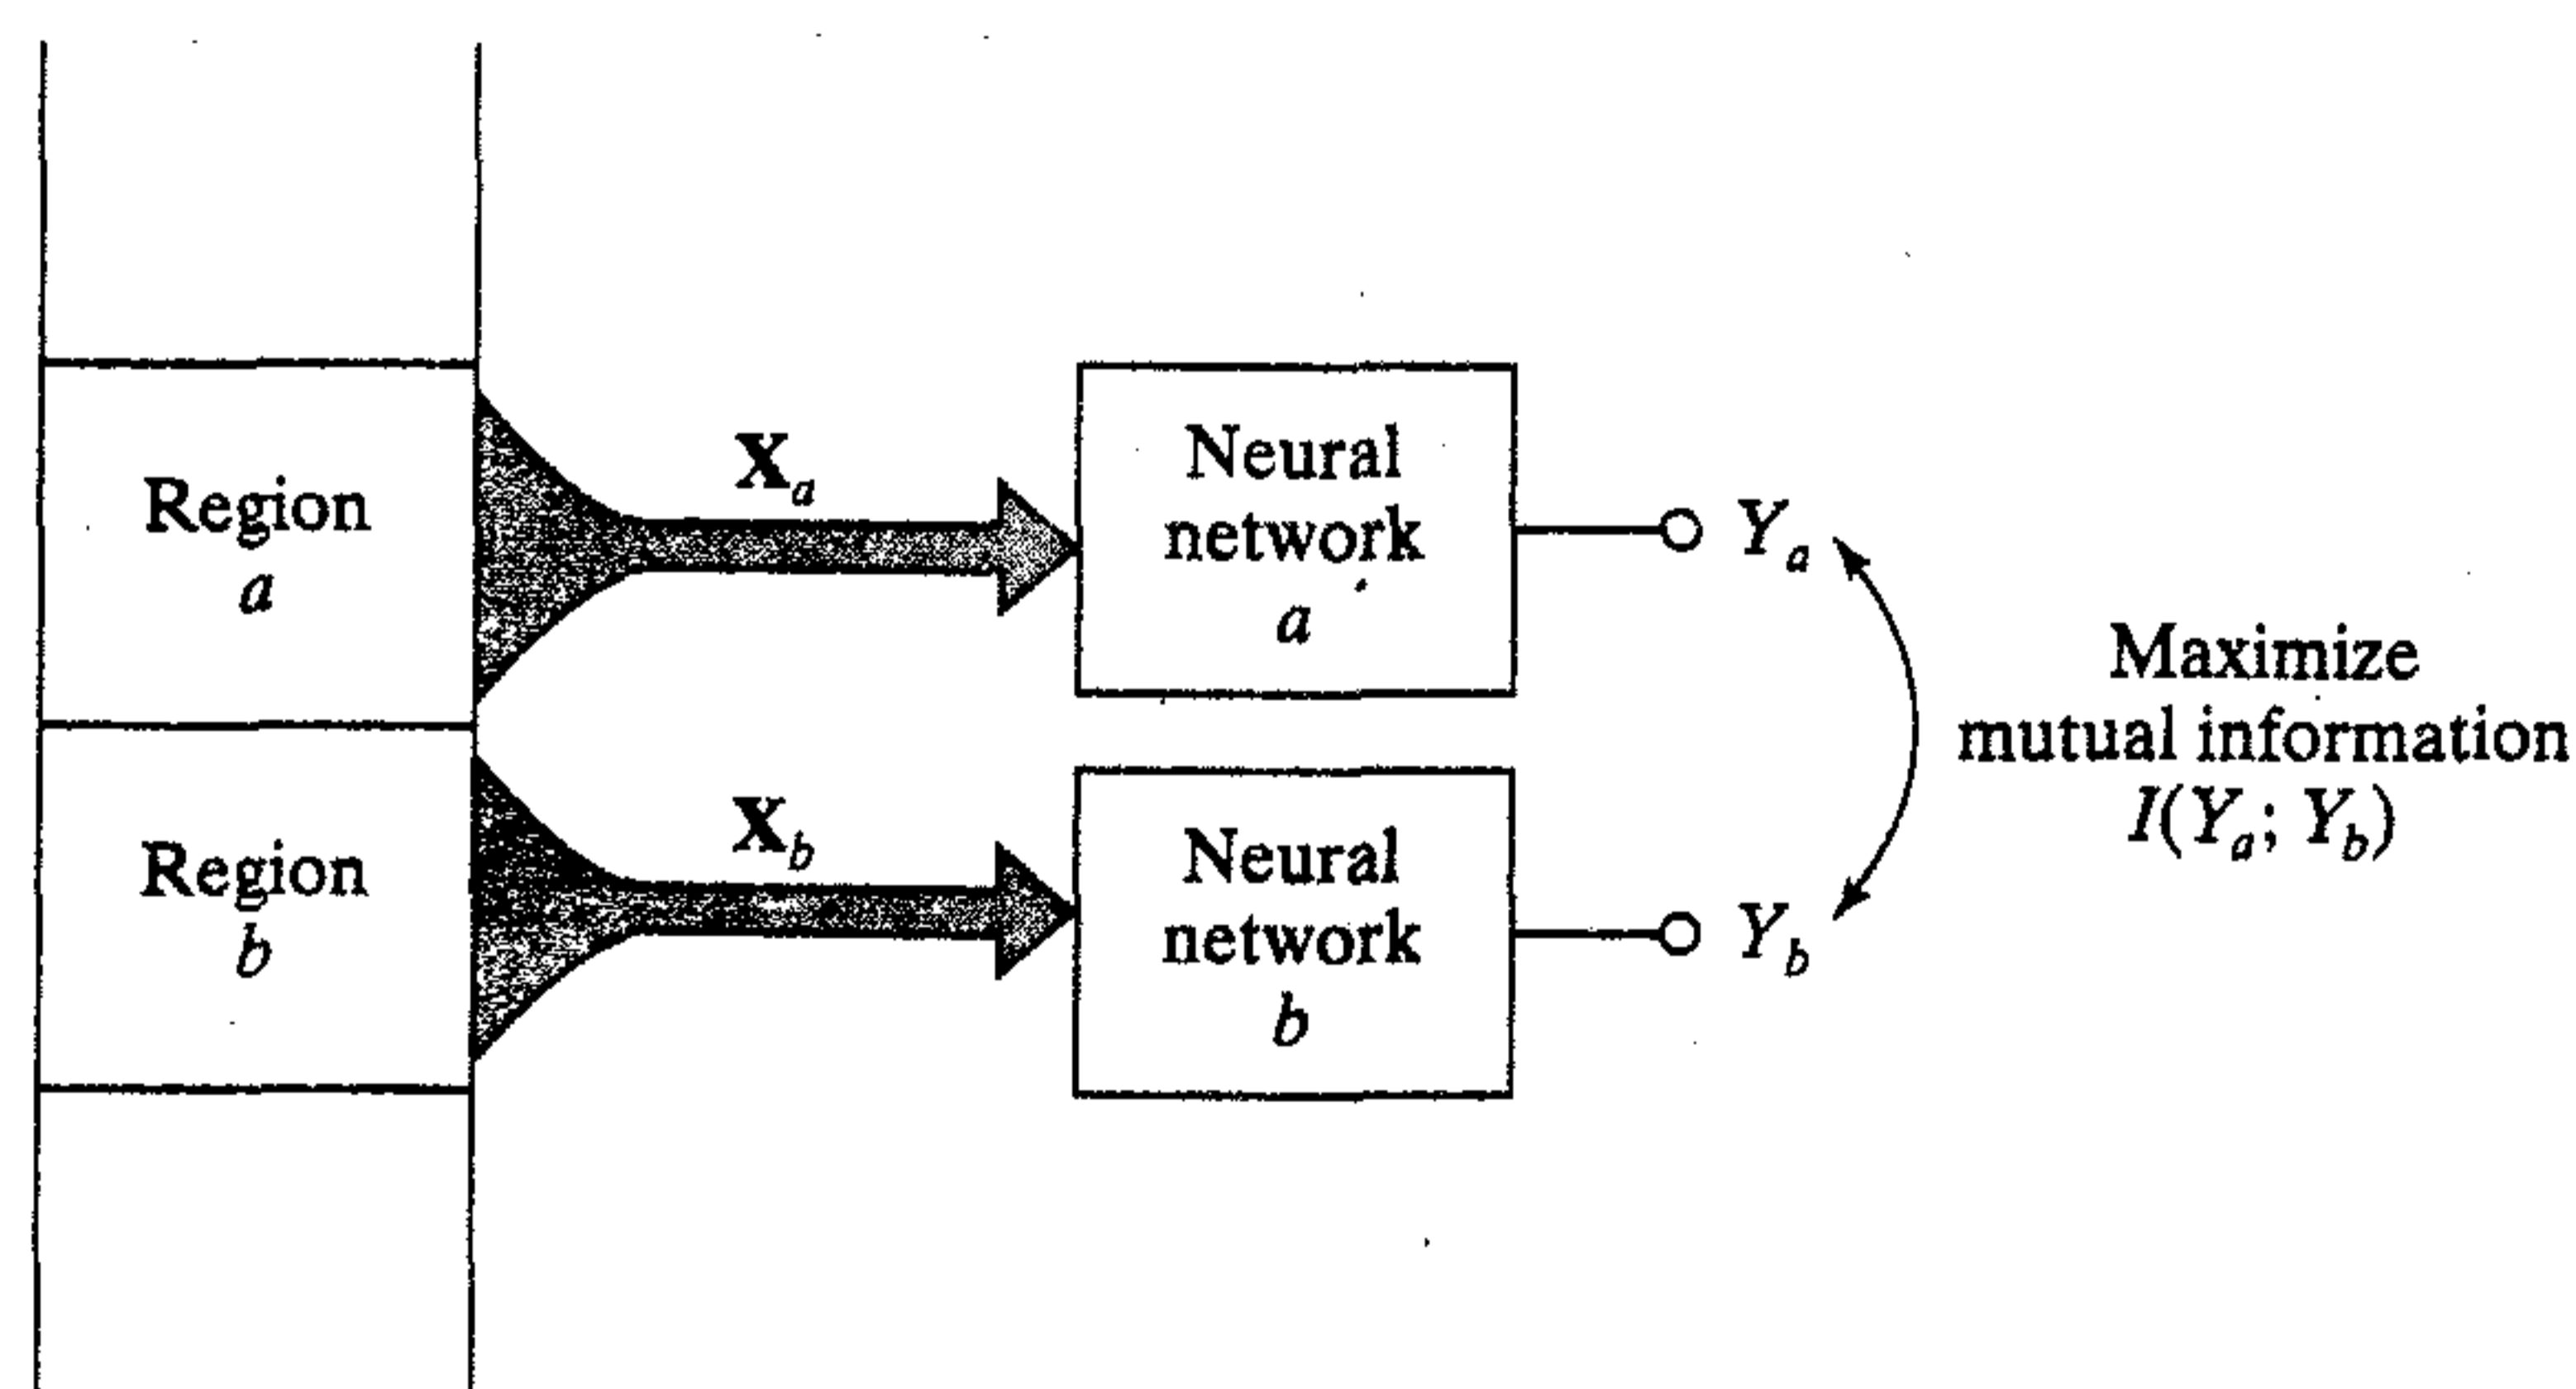 Region
a
X_a
Neural
network
a
Y_a
Region
b
X_b
Neural
network
b
Y_b
Maximize
mutual information
I(Y_a; Y_b)